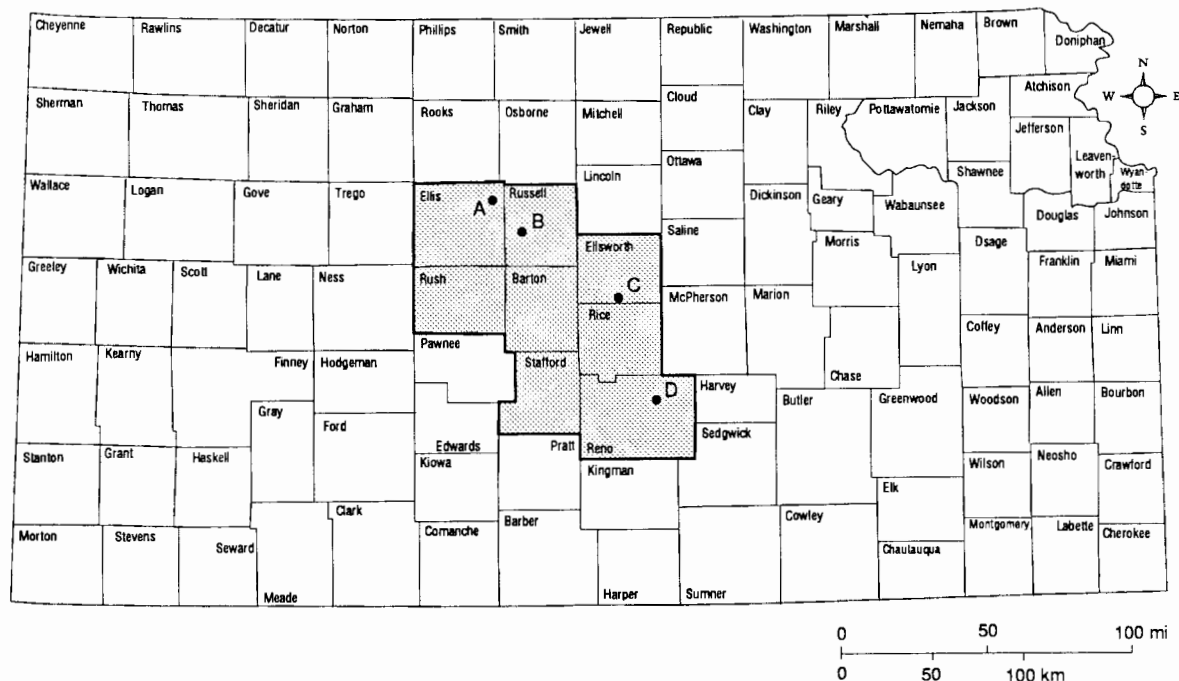 Cheyenne Rawlins Decatur Norton Phillips Smith Jewell Republic Washington Marshall Nemaha Brown Doniphan
N
W E
S
Sherman Thomas Sheridan Graham Rooks Osborne Mitchell Cloud Clay Riley Pottawatomie Jackson Atchison
Jefferson
Ottawa
Leaven-
worth
Wyan
dotte
Shawnee
Wallace Logan Gove Trego Ellis Russell Lincoln Dickinson Geary Wabaunsee Douglas Johnson
A
B
Saline
Ellsworth
Morris
Dsage
Greeley Wichita Scott Lane Ness Rush Barton McPherson Marion Lyon Franklin Miami
C
Rice
Hamilton Kearny Finney Hodgeman Pawnee Stafford Chase Coffey Anderson Linn
D
Gray Ford Harvey Butler Greenwood Woodson Allen Bourbon
Sedgwick
Stanton Grant Haskell Edwards Pratt Reno
Kiowa Kingman Elk Wilson Neosho Crawford
Morton Stevens Seward Clark Comanche Barber Cowley Montgomery Labette Cherokee
Chaulauqua
Meade Harper Sumner
0 50 100 mi
0 50 100 km